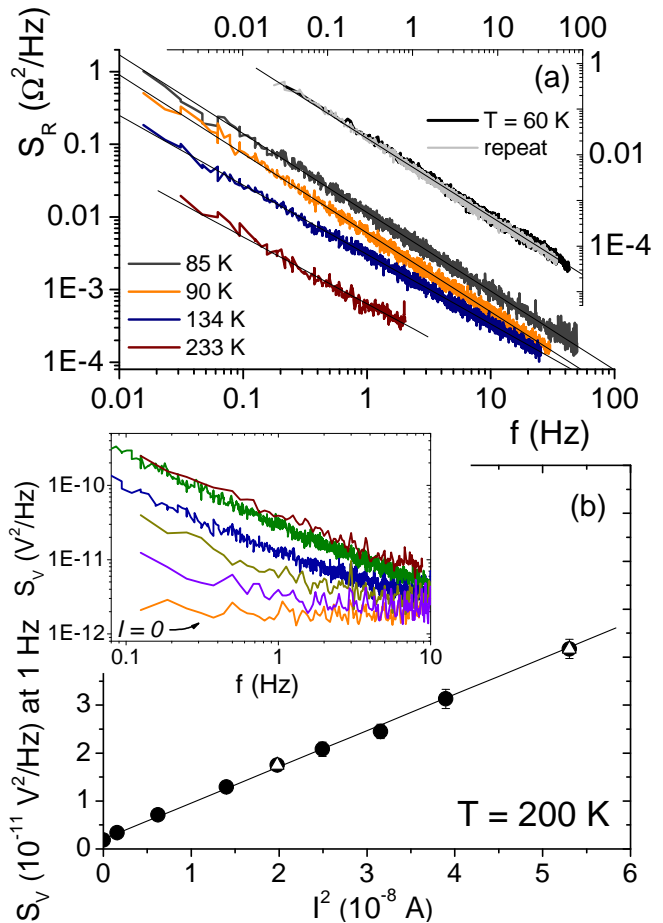 0.01 0.1 1 10 100
(a)
1
T = 60 K
repeat
0.01
1E-4
S_R (Ω²/Hz)
1
0.1
0.01
1E-3
1E-4
85 K
90 K
134 K
233 K
0.01 0.1 1 10 100
f (Hz)
(b)
S_V (V²/Hz)
1E-10
1E-11
1E-12
I = 0
0.1 1 10
f (Hz)
S_V (10⁻¹¹ V²/Hz) at 1 Hz
3
2
1
0
T = 200 K
0 1 2 3 4 5 6
I² (10⁻⁸ A)